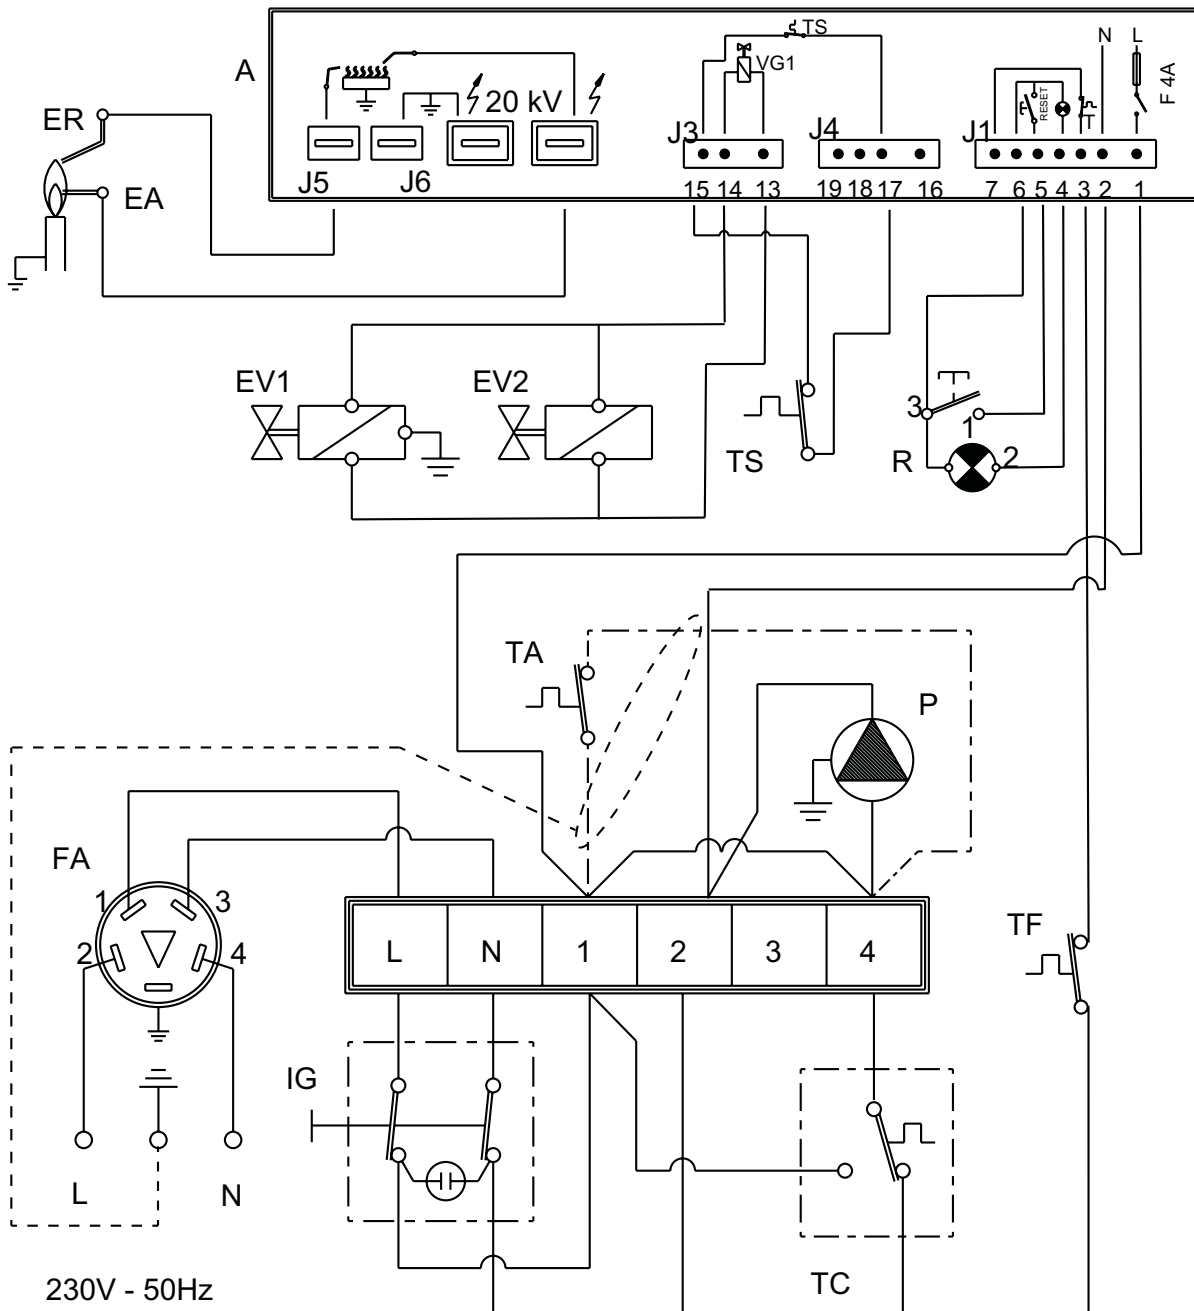 A
TS
VG1
N L
F 4A
RESET
20 kV
ER
EA
J5 J6 J3 J4 J1
15 14 13 19 18 17 16 7 6 5 4 3 2 1
EV1 EV2
TS
3
1
R
2
TA
P
FA
1 3
2 4
L N 1 2 3 4
TF
IG
L N
TC
230V - 50Hz